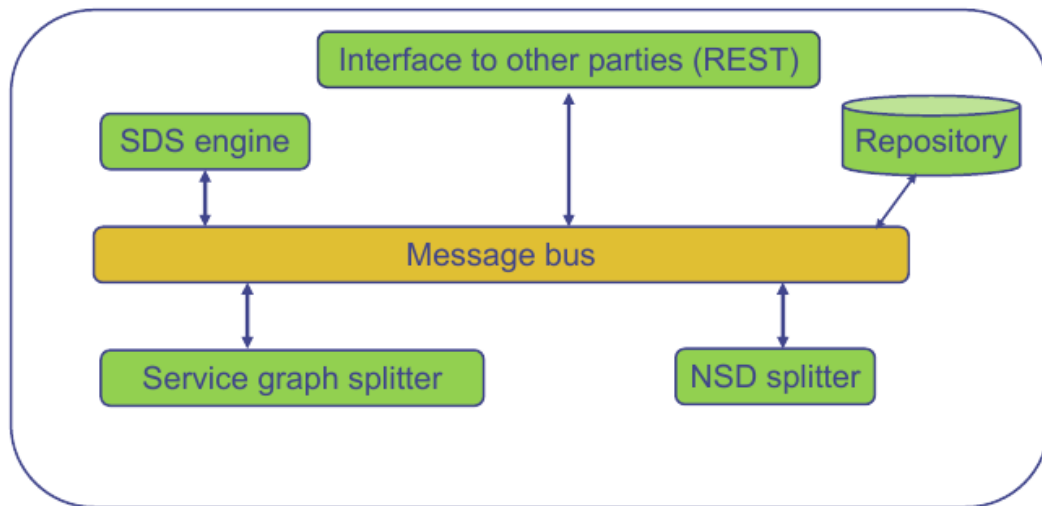 Interface to other parties (REST)
SDS engine
Repository
Message bus
Service graph splitter
NSD splitter